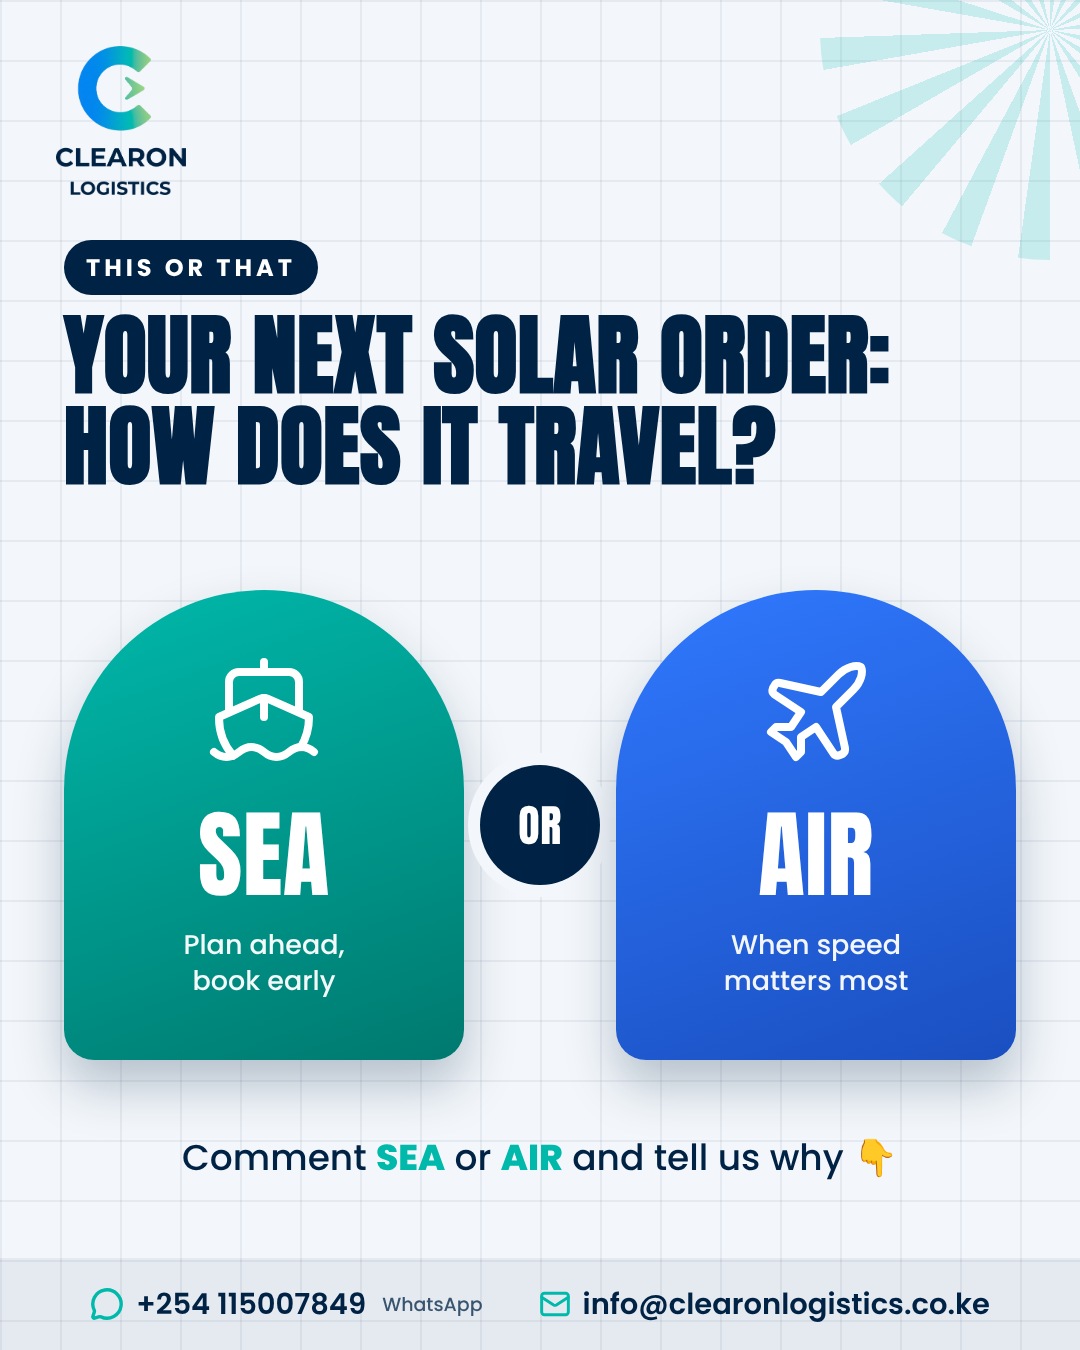 CLEARON
LOGISTICS
THIS OR THAT
YOUR NEXT SOLAR ORDER:
HOW DOES IT TRAVEL?
SEA
Plan ahead,
book early
OR
AIR
When speed
matters most
Comment SEA or AIR and tell us why 👇
+254 115007849 WhatsApp
info@clearonlogistics.co.ke